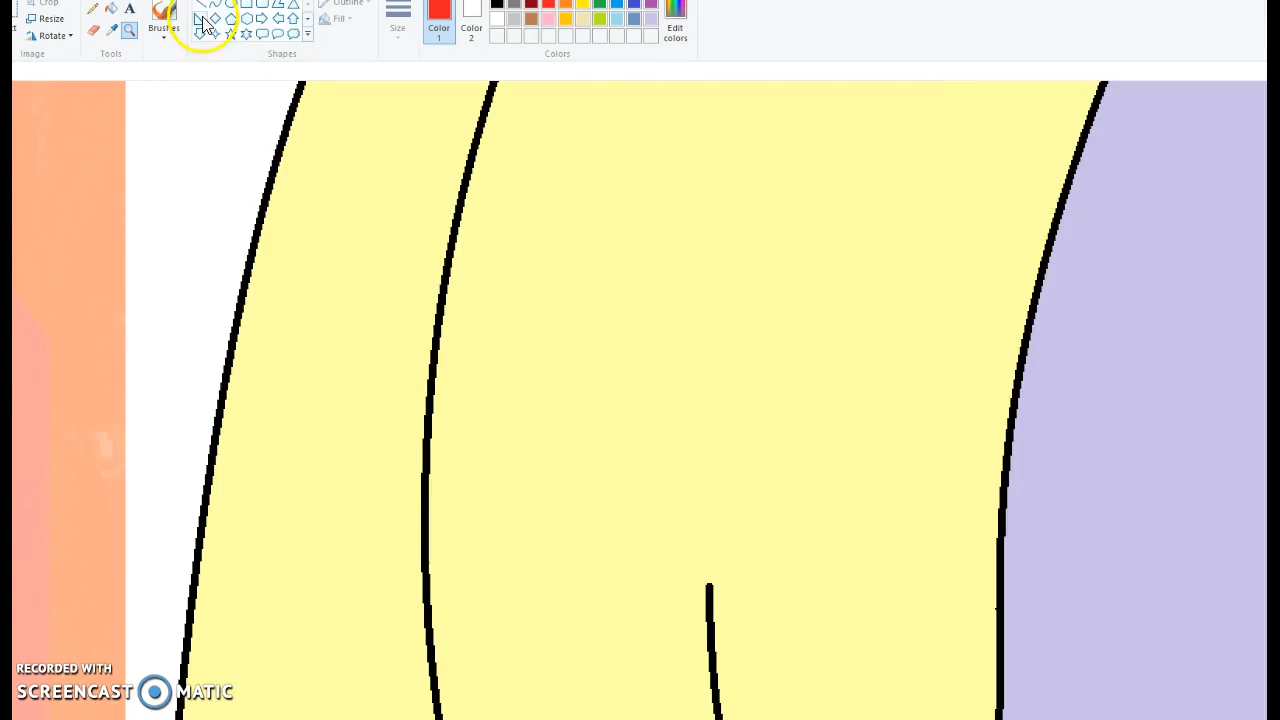 Crop
Resize
Rotate
Image
A
Tools
Brushes
Outline
Fill
Shapes
Size
Color 1
Color 2
Edit colors
Colors
RECORDED WITH
SCREENCAST MATIC